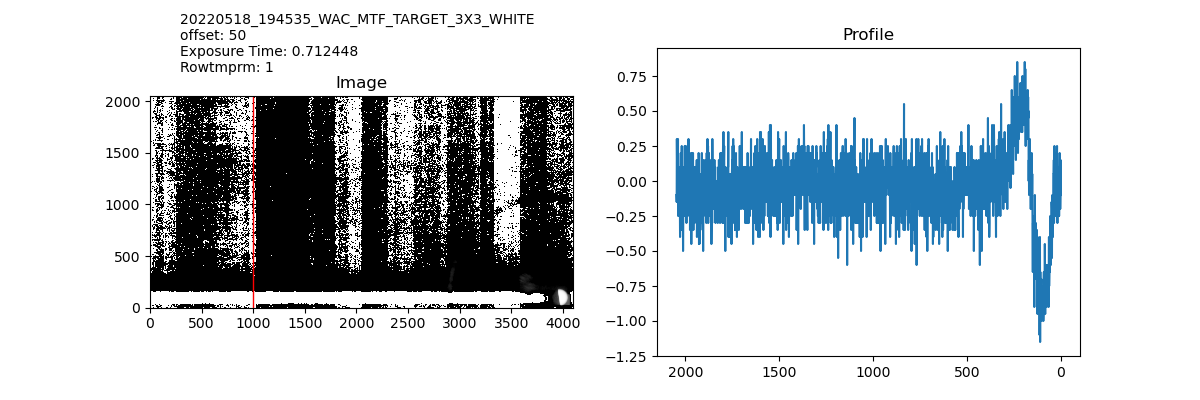 20220518_194535_WAC_MTF_TARGET_3X3_WHITE
offset: 50
Exposure Time: 0.712448
Rowtmprm: 1
Image
2000
1500
1000
500
0
0 500 1000 1500 2000 2500 3000 3500 4000
Profile
0.75
0.50
0.25
0.00
−0.25
−0.50
−0.75
−1.00
−1.25
2000 1500 1000 500 0